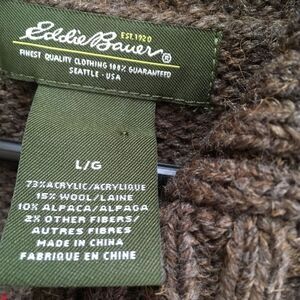 EST. 1920
Eddie Bauer®
FINEST QUALITY CLOTHING 100% GUARANTEED
SEATTLE · USA
L/G
73% ACRYLIC/ACRYLIQUE
15% WOOL/LAINE
10% ALPACA/ALPAGA
2% OTHER FIBERS/
AUTRES FIBRES
MADE IN CHINA
FABRIQUE EN CHINE